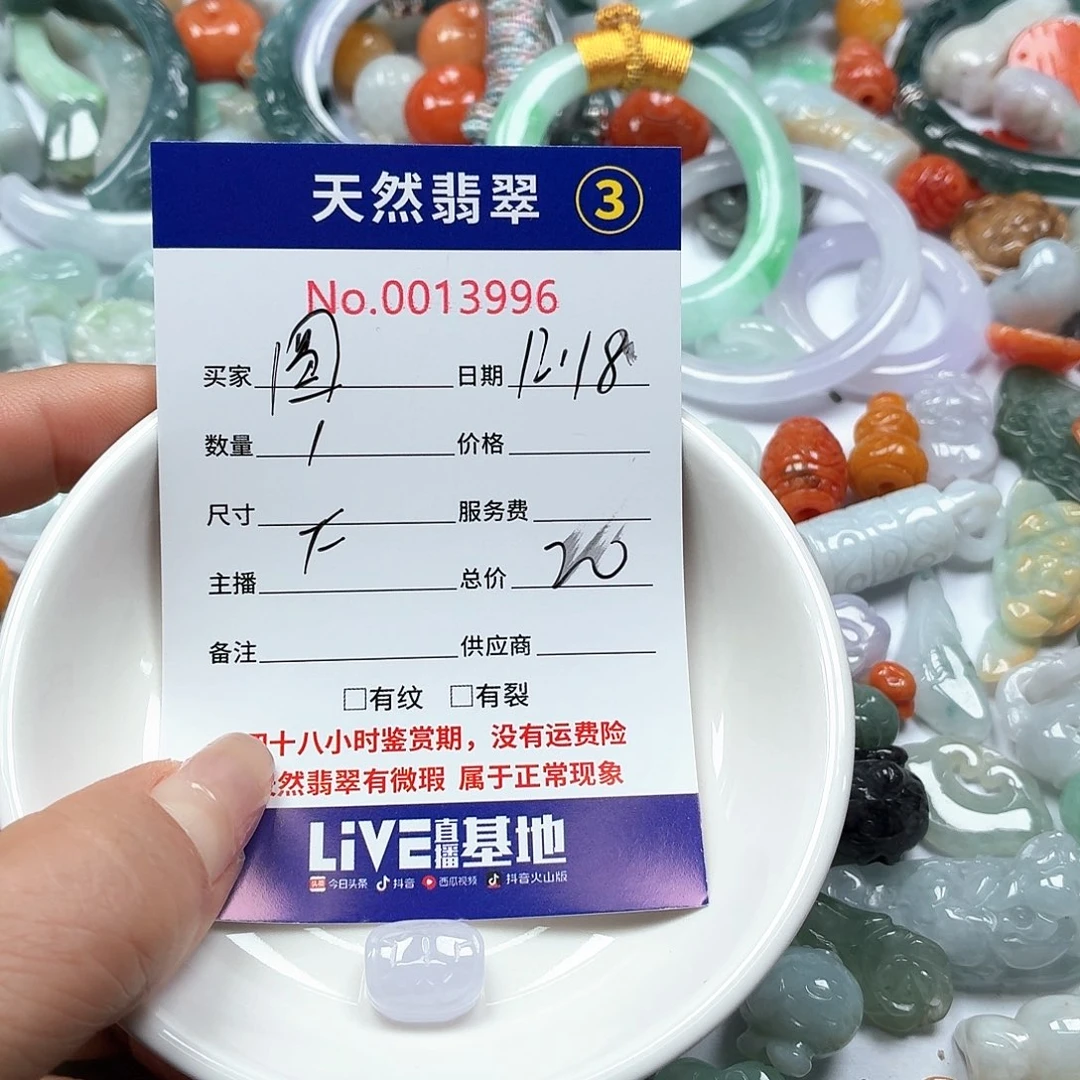 天然翡翠 3
No.0013996
买家 圆 日期 12.18
数量 1 价格
尺寸 服务费
主播 总价 20
备注 供应商
□有纹 □有裂
十八小时鉴赏期，没有运费险
然翡翠有微瑕 属于正常现象
LiVE直播基地
头条 今日头条 抖音 西瓜视频 抖音火山版